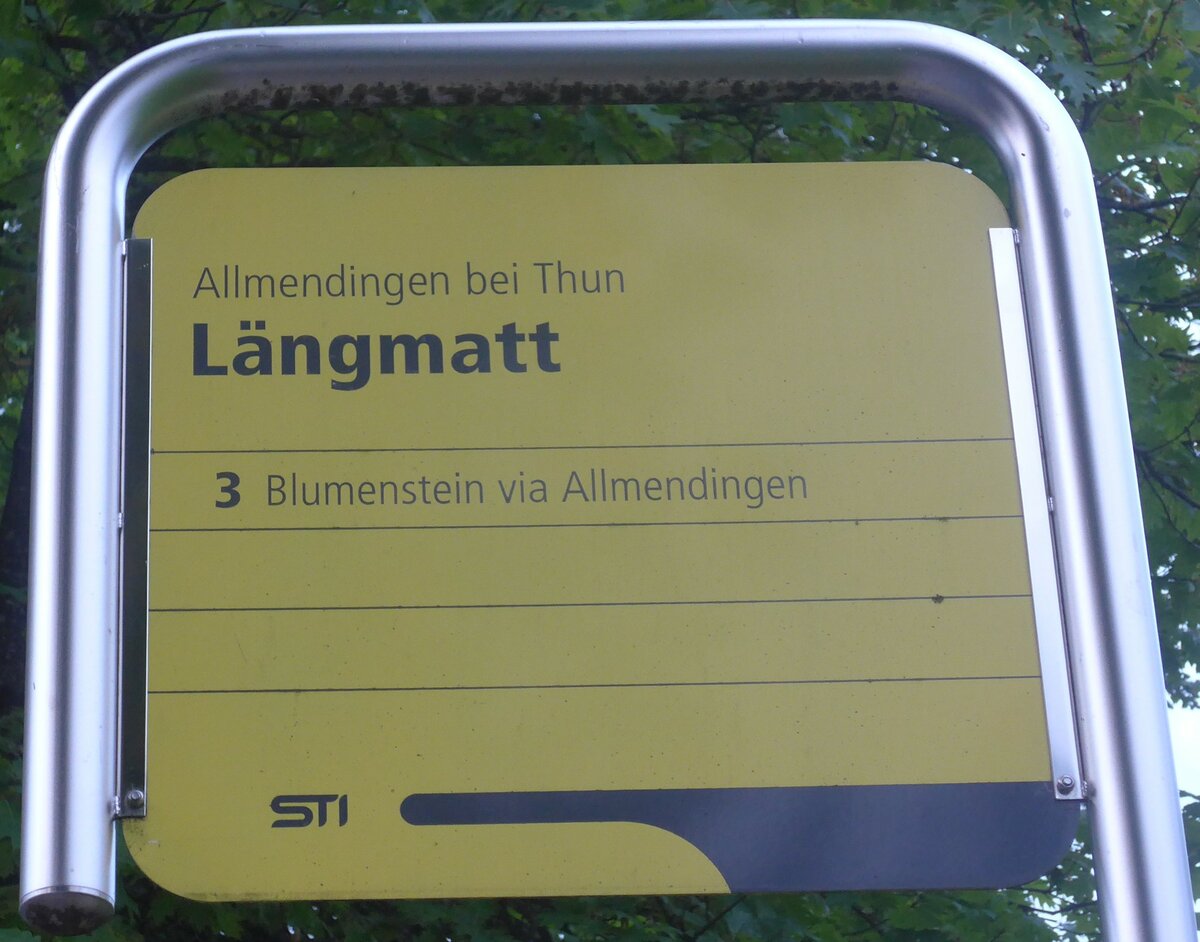 Allmendingen bei Thun
Längmatt
3 Blumenstein via Allmendingen
STI